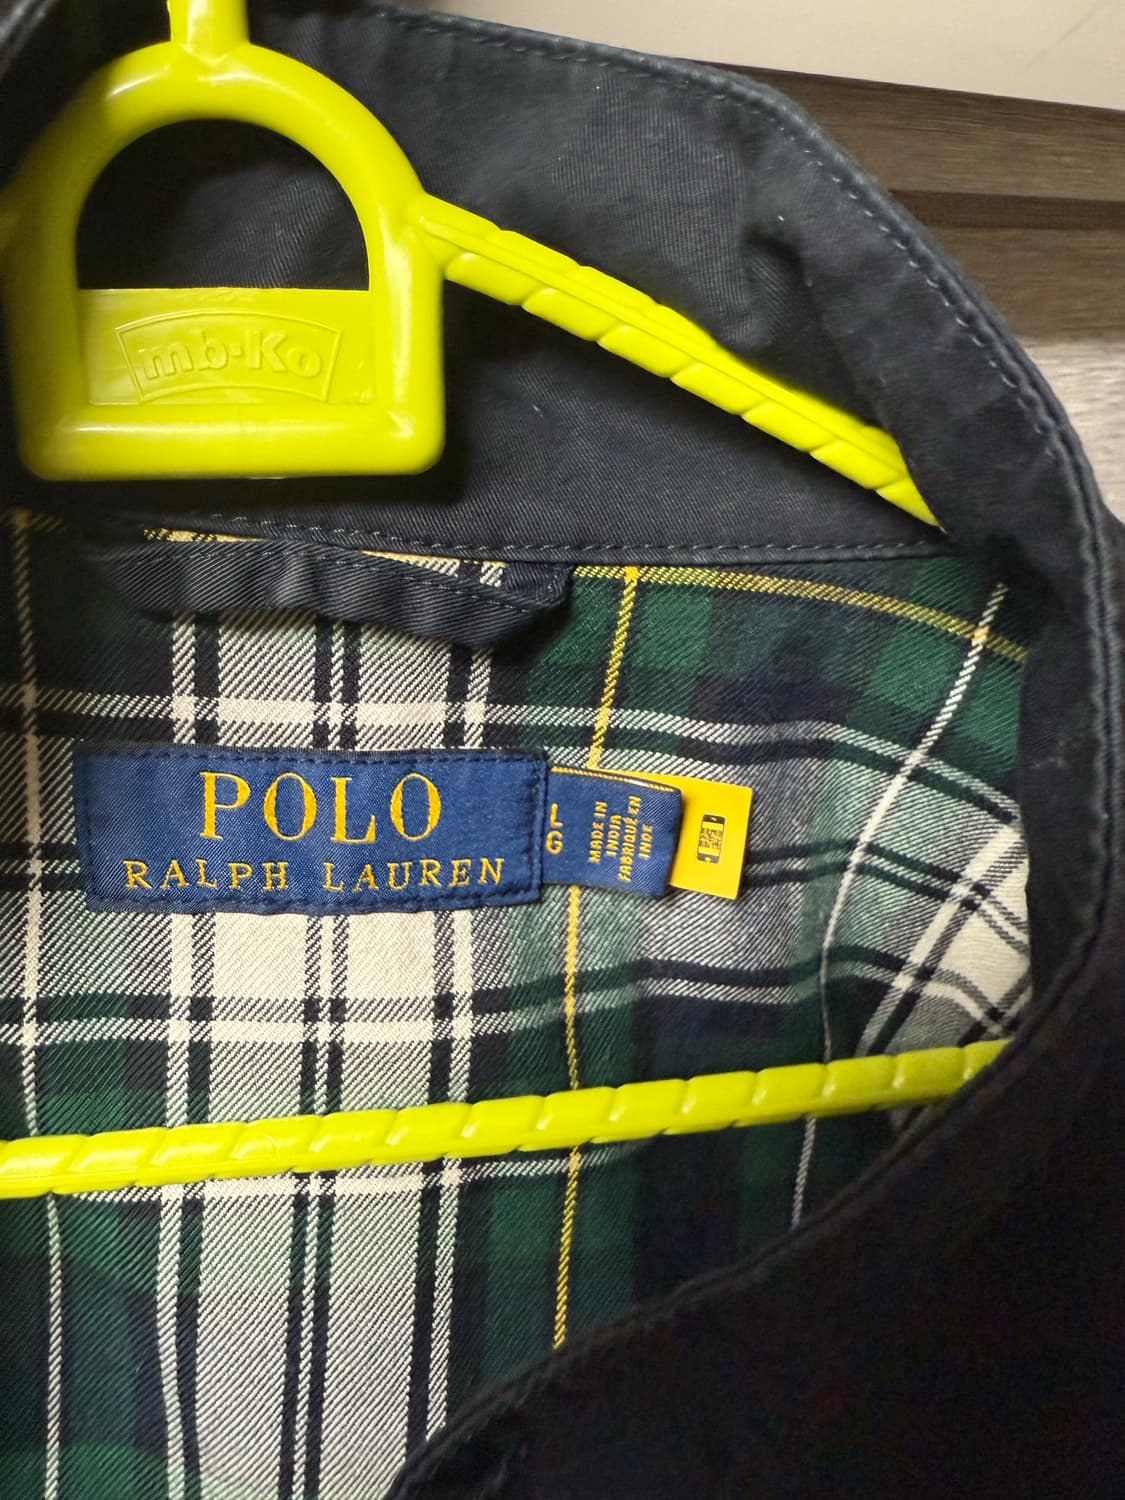 mb·Ko
POLO
RALPH LAUREN
L
G
MADE IN
INDIA
FABRIQUÉ EN
INDE